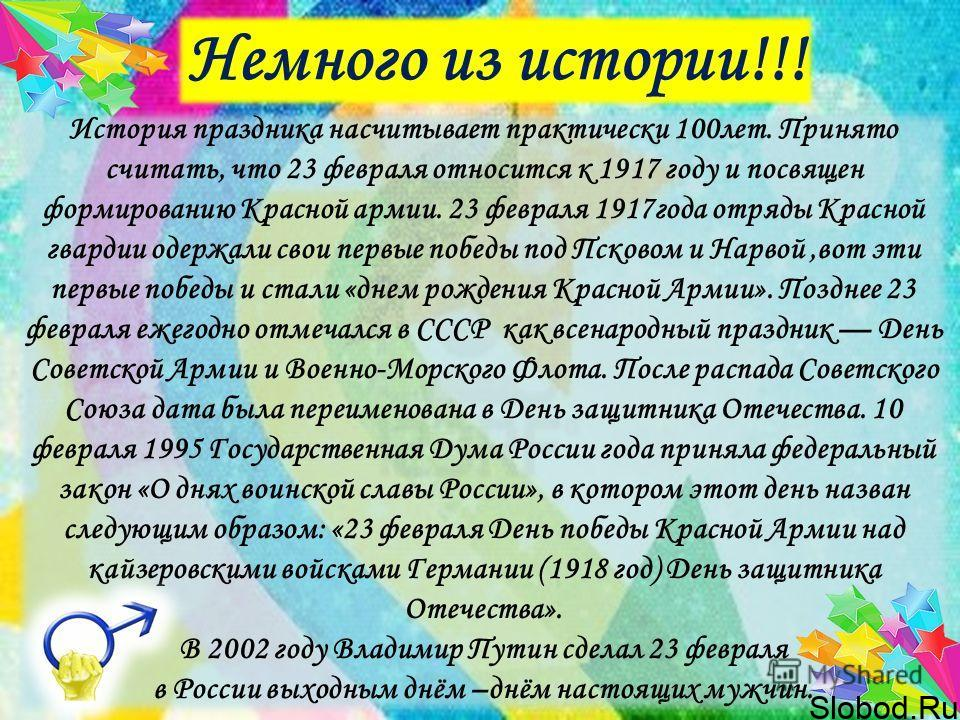 Немного из истории!!!
История праздника насчитывает практически 100лет. Принято
считать, что 23 февраля относится к 1917 году и посвящен
формированию Красной армии. 23 февраля 1917года отряды Красной
гвардии одержали свои первые победы под Псковом и Нарвой ,вот эти
первые победы и стали «днем рождения Красной Армии». Позднее 23
февраля ежегодно отмечался в СССР как всенародный праздник — День
Советской Армии и Военно-Морского Флота. После распада Советского
Союза дата была переименована в День защитника Отечества. 10
февраля 1995 Государственная Дума России года приняла федеральный
закон «О днях воинской славы России», в котором этот день назван
следующим образом: «23 февраля День победы Красной Армии над
кайзеровскими войсками Германии (1918 год) День защитника
Отечества».
В 2002 году Владимир Путин сделал 23 февраля
в России выходным днём –днём настоящих мужчин.
MyShared
Slobod.Ru